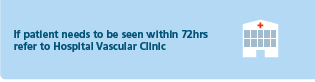 If patient needs to be seen within 72hrs
refer to Hospital Vascular Clinic